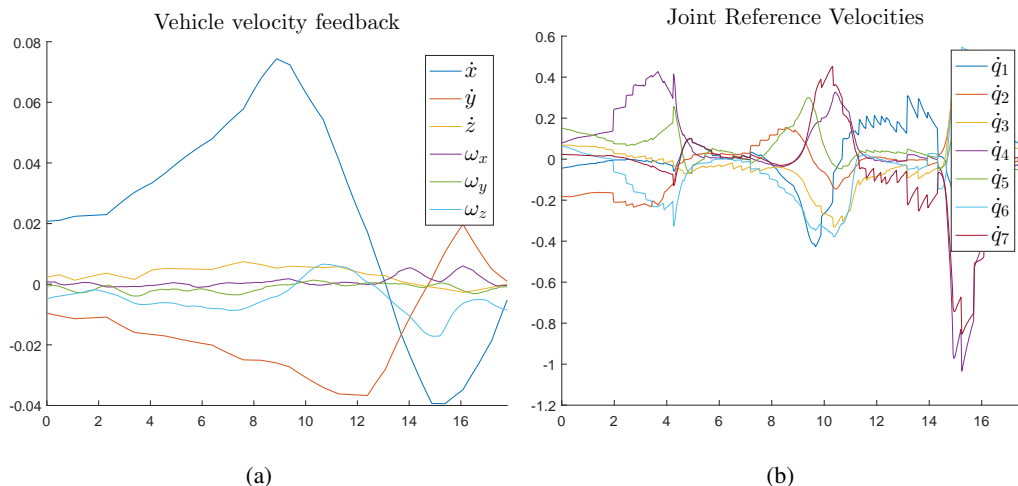 Vehicle velocity feedback
0.08
0.06
0.04
0.02
0
-0.02
-0.04
0 2 4 6 8 10 12 14 16
ẋ
ẏ
ż
ωx
ωy
ωz
(a)
Joint Reference Velocities
0.6
0.4
0.2
0
-0.2
-0.4
-0.6
-0.8
-1
-1.2
0 2 4 6 8 10 12 14 16
q̇1
q̇2
q̇3
q̇4
q̇5
q̇6
q̇7
(b)